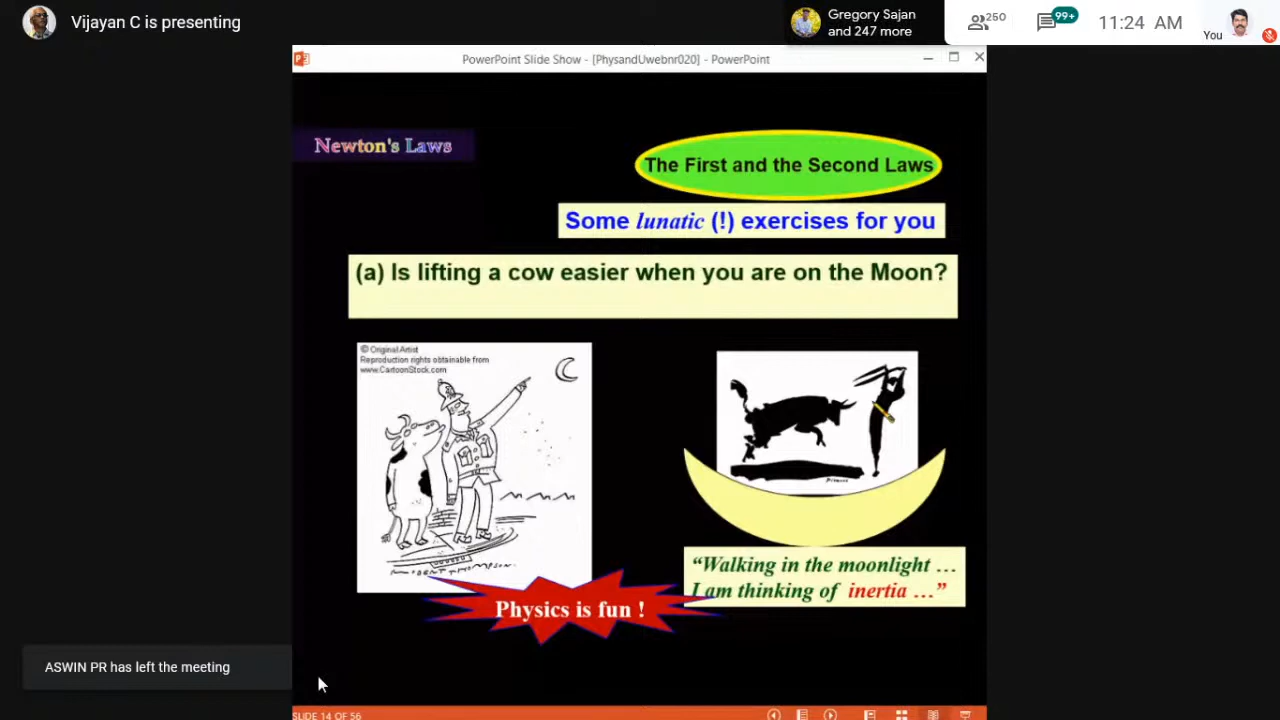 Vijayan C is presenting
Gregory Sajan
and 247 more
250
99+
11:24 AM
You
PowerPoint Slide Show - [PhysandUwebnr020] - PowerPoint
Newton's Laws
The First and the Second Laws
Some lunatic (!) exercises for you
(a) Is lifting a cow easier when you are on the Moon?
© Original Artist
Reproduction rights obtainable from
www.CartoonStock.com
“Walking in the moonlight …
I am thinking of inertia …”
Physics is fun !
ASWIN PR has left the meeting
SLIDE 14 OF 56